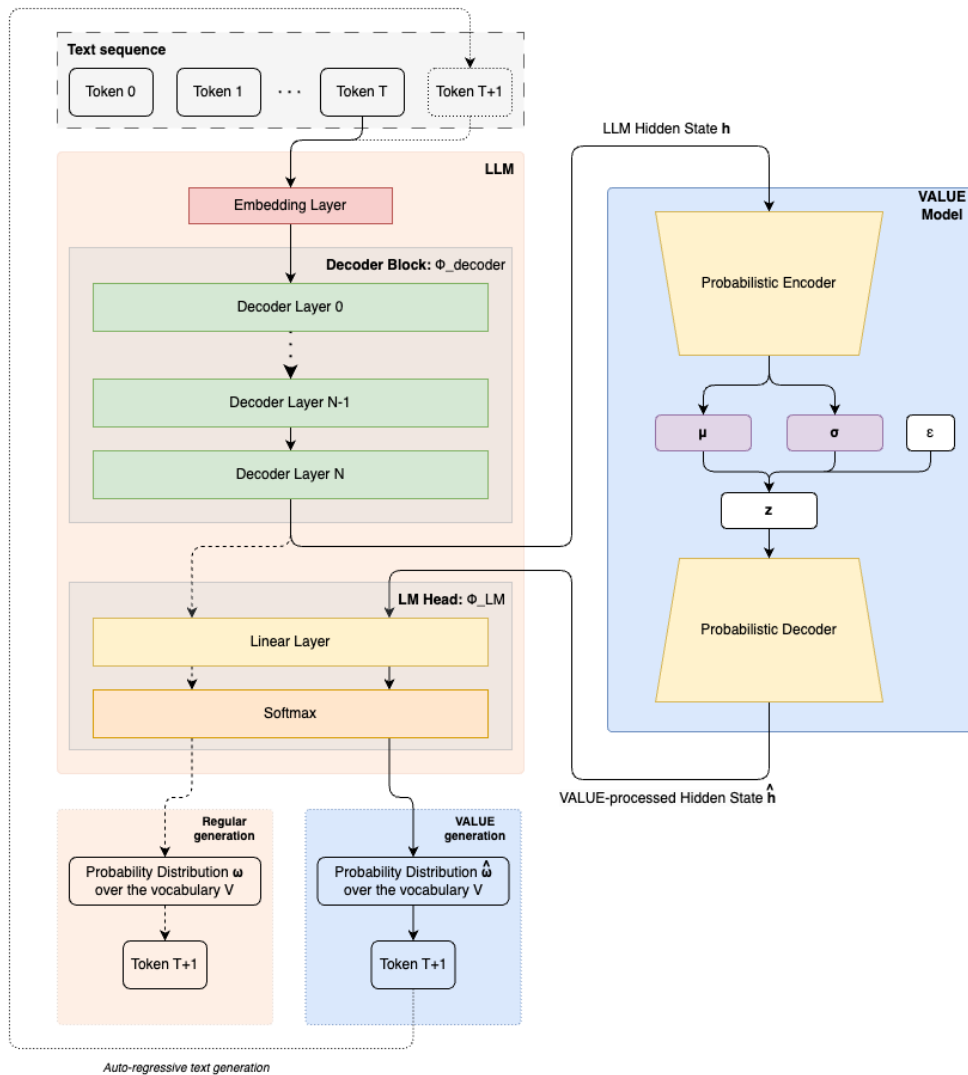 Text sequence
Token 0
Token 1
. . .
Token T
Token T+1
LLM Hidden State h
LLM
VALUE
Model
Embedding Layer
Probabilistic Encoder
Decoder Block: Φ_decoder
Decoder Layer 0
Decoder Layer N-1
μ
σ
ε
Decoder Layer N
z
LM Head: Φ_LM
Linear Layer
Probabilistic Decoder
Softmax
VALUE-processed Hidden State ĥ
Regular
generation
VALUE
generation
Probability Distribution ω
over the vocabulary V
Probability Distribution ω̂
over the vocabulary V
Token T+1
Token T+1
Auto-regressive text generation